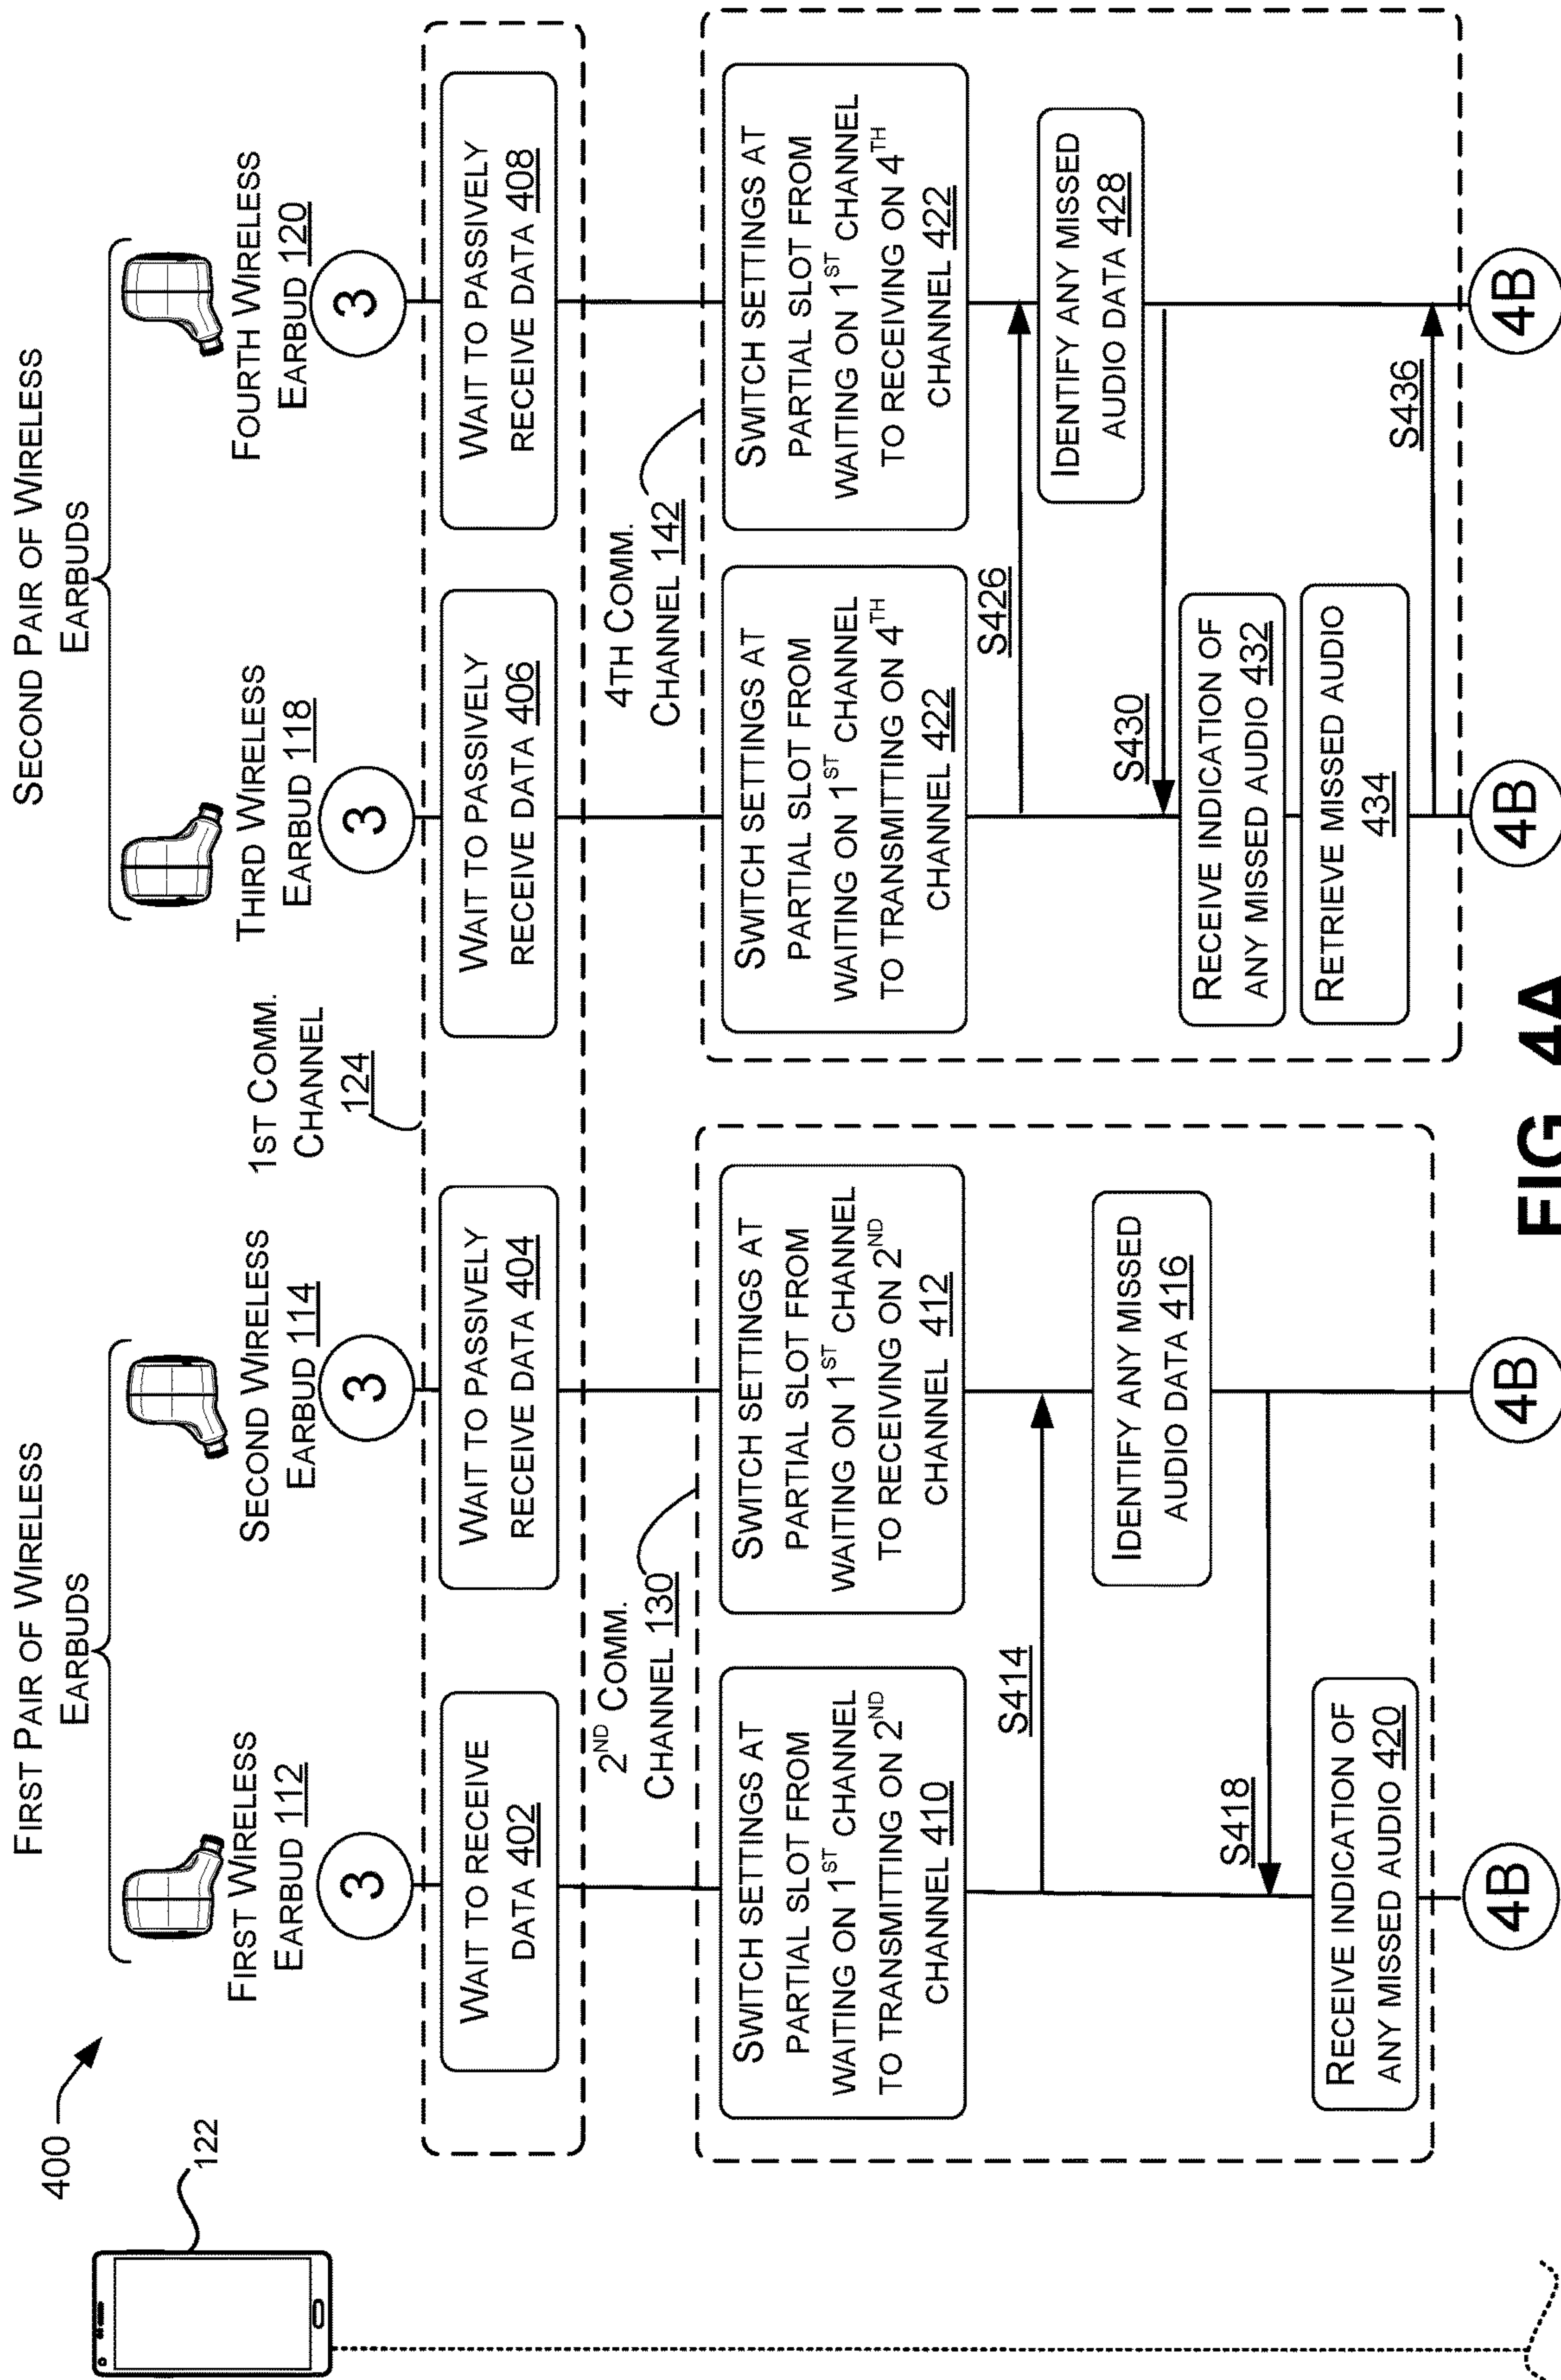 400
122
FIRST PAIR OF WIRELESS
EARBUDS
SECOND PAIR OF WIRELESS
EARBUDS
FIRST WIRELESS
EARBUD 112
SECOND WIRELESS
EARBUD 114
THIRD WIRELESS
EARBUD 118
FOURTH WIRELESS
EARBUD 120
3
3
3
3
1ST COMM.
CHANNEL
124
WAIT TO RECEIVE
DATA 402
WAIT TO PASSIVELY
RECEIVE DATA 404
WAIT TO PASSIVELY
RECEIVE DATA 406
WAIT TO PASSIVELY
RECEIVE DATA 408
2ND COMM.
CHANNEL 130
4TH COMM.
CHANNEL 142
SWITCH SETTINGS AT
PARTIAL SLOT FROM
WAITING ON 1ST CHANNEL
TO TRANSMITTING ON 2ND
CHANNEL 410
SWITCH SETTINGS AT
PARTIAL SLOT FROM
WAITING ON 1ST CHANNEL
TO RECEIVING ON 2ND
CHANNEL 412
SWITCH SETTINGS AT
PARTIAL SLOT FROM
WAITING ON 1ST CHANNEL
TO TRANSMITTING ON 4TH
CHANNEL 422
SWITCH SETTINGS AT
PARTIAL SLOT FROM
WAITING ON 1ST CHANNEL
TO RECEIVING ON 4TH
CHANNEL 422
S414
S426
IDENTIFY ANY MISSED
AUDIO DATA 416
IDENTIFY ANY MISSED
AUDIO DATA 428
S418
S430
RECEIVE INDICATION OF
ANY MISSED AUDIO 420
RECEIVE INDICATION OF
ANY MISSED AUDIO 432
RETRIEVE MISSED AUDIO
434
S436
4B
4B
4B
4B
FIG. 4A